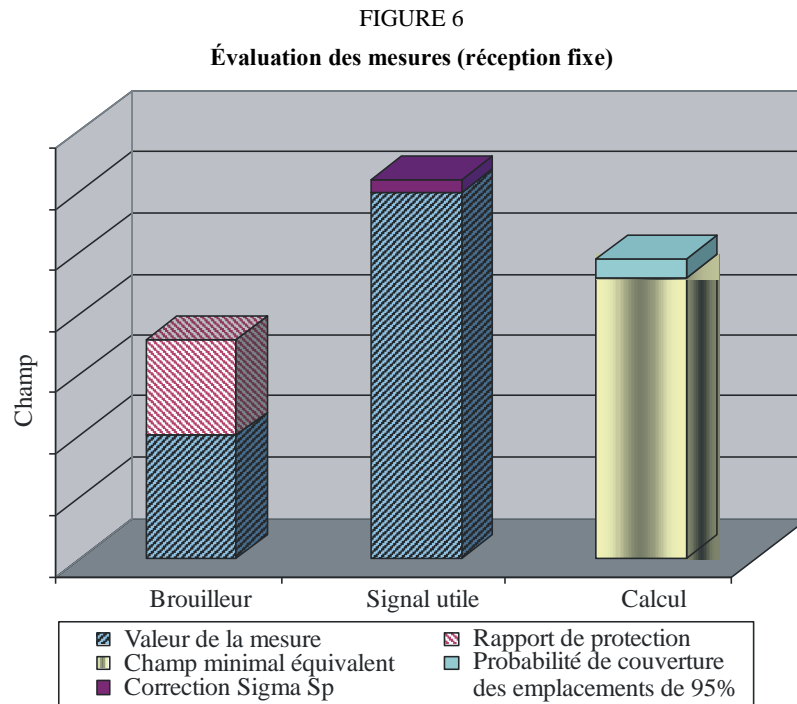 FIGURE 6
Évaluation des mesures (réception fixe)
Champ
Brouilleur
Signal utile
Calcul
Valeur de la mesure
Champ minimal équivalent
Correction Sigma Sp
Rapport de protection
Probabilité de couverture
des emplacements de 95%